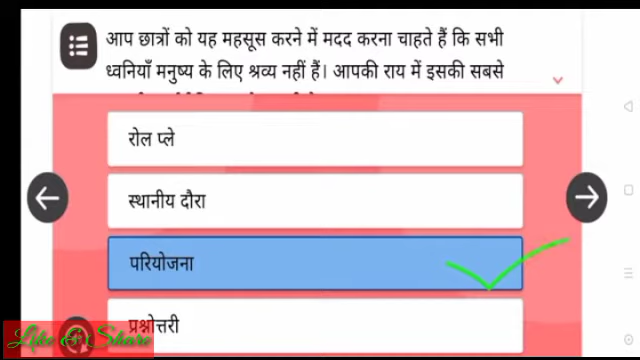 आप छात्रों को यह महसूस करने में मदद करना चाहते हैं कि सभी
ध्वनियाँ मनुष्य के लिए श्रव्य नहीं हैं। आपकी राय में इसकी सबसे
रोल प्ले
स्थानीय दौरा
परियोजना
प्रश्नोत्तरी
Like & Share